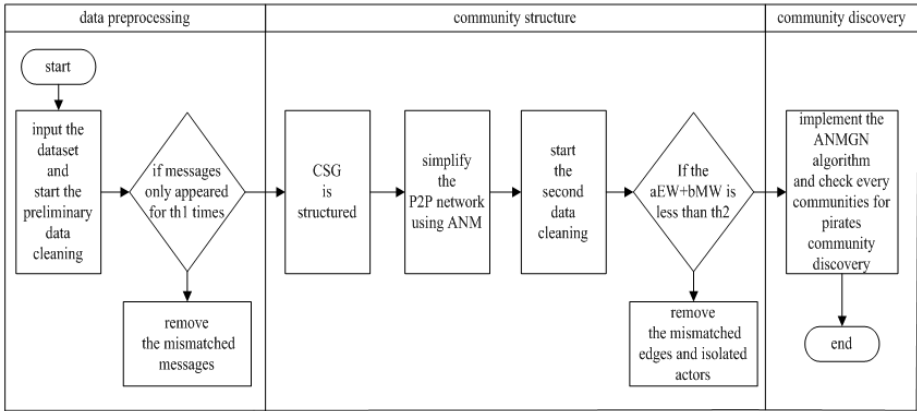 data preprocessing
community structure
community discovery
start
input the
dataset
and
start the
preliminary
data
cleaning
if messages
only appeared
for th1 times
remove
the mismatched
messages
CSG
is
structured
simplify
the
P2P network
using ANM
start
the
second
data
cleaning
If the
aEW+bMW is
less than th2
remove
the mismatched
edges and isolated
actors
implement the
ANMGN
algorithm
and check every
communities for
pirates
community
discovery
end